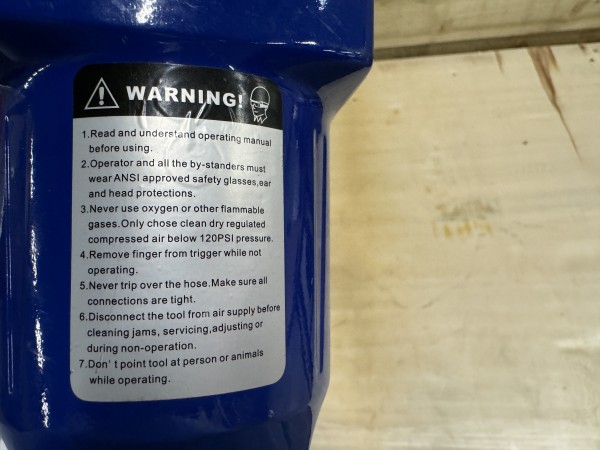 WARNING!
1.Read and understand operating manual
before using.
2.Operator and all the by-standers must
wear ANSI approved safety glasses,ear
and head protections.
3.Never use oxygen or other flammable
gases.Only chose clean dry regulated
compressed air below 120PSI pressure.
4.Remove finger from trigger while not
operating.
5.Never trip over the hose.Make sure all
connections are tight.
6.Disconnect the tool from air supply before
cleaning jams, servicing,adjusting or
during non-operation.
7.Don't point tool at person or animals
while operating.